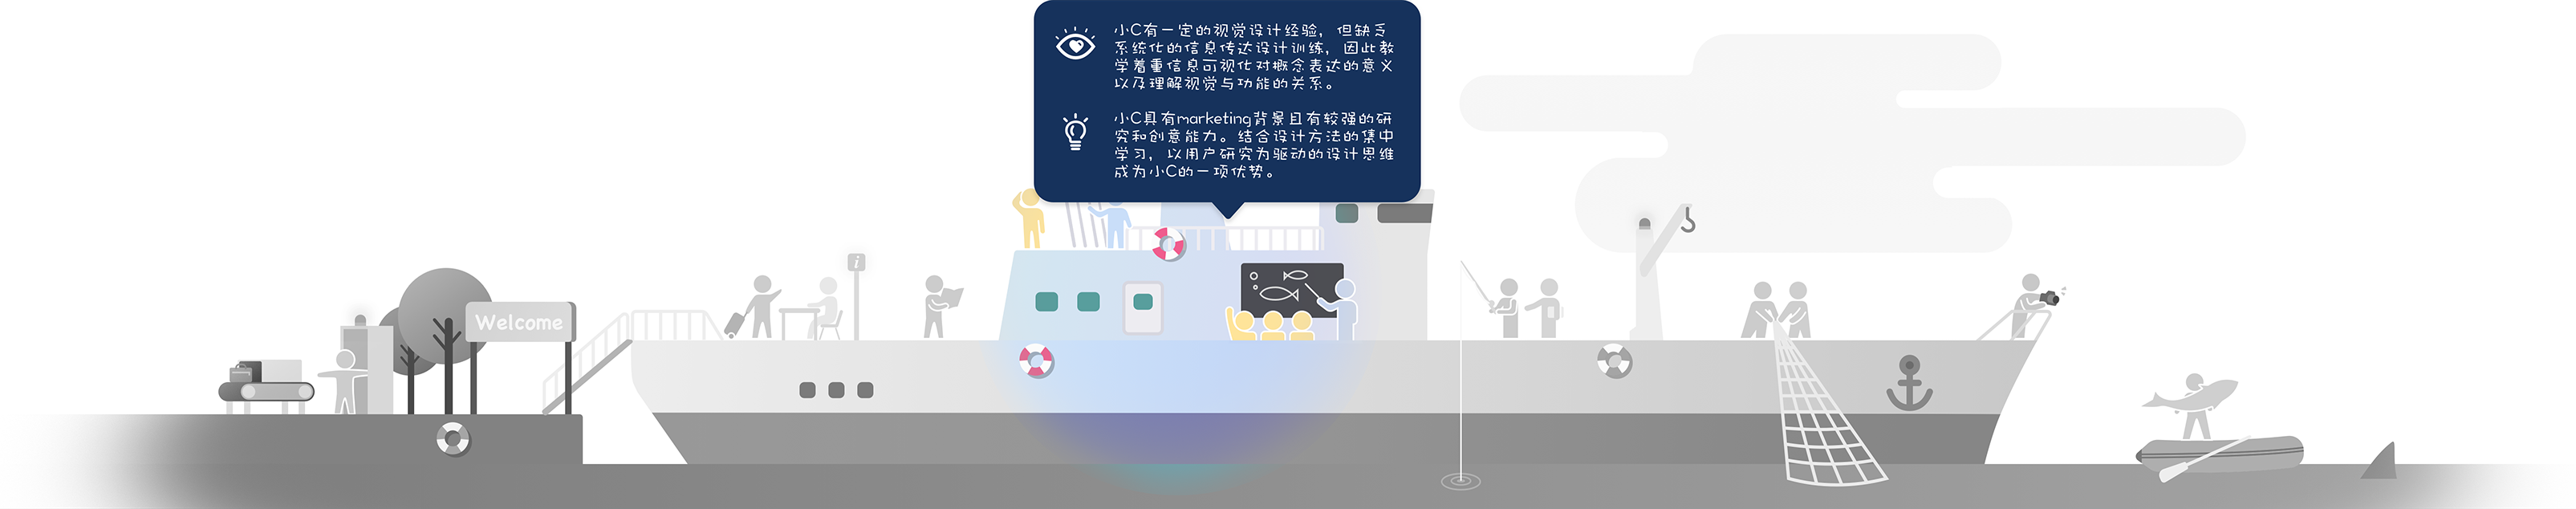 小C有一定的视觉设计经验，但缺乏
系统化的信息传达设计训练，因此教
学着重信息可视化对概念表达的意义
以及理解视觉与功能的关系。
小C具有marketing背景且有较强的研
究和创意能力。结合设计方法的集中
学习，以用户研究为驱动的设计思维
成为小C的一项优势。
i
Welcome